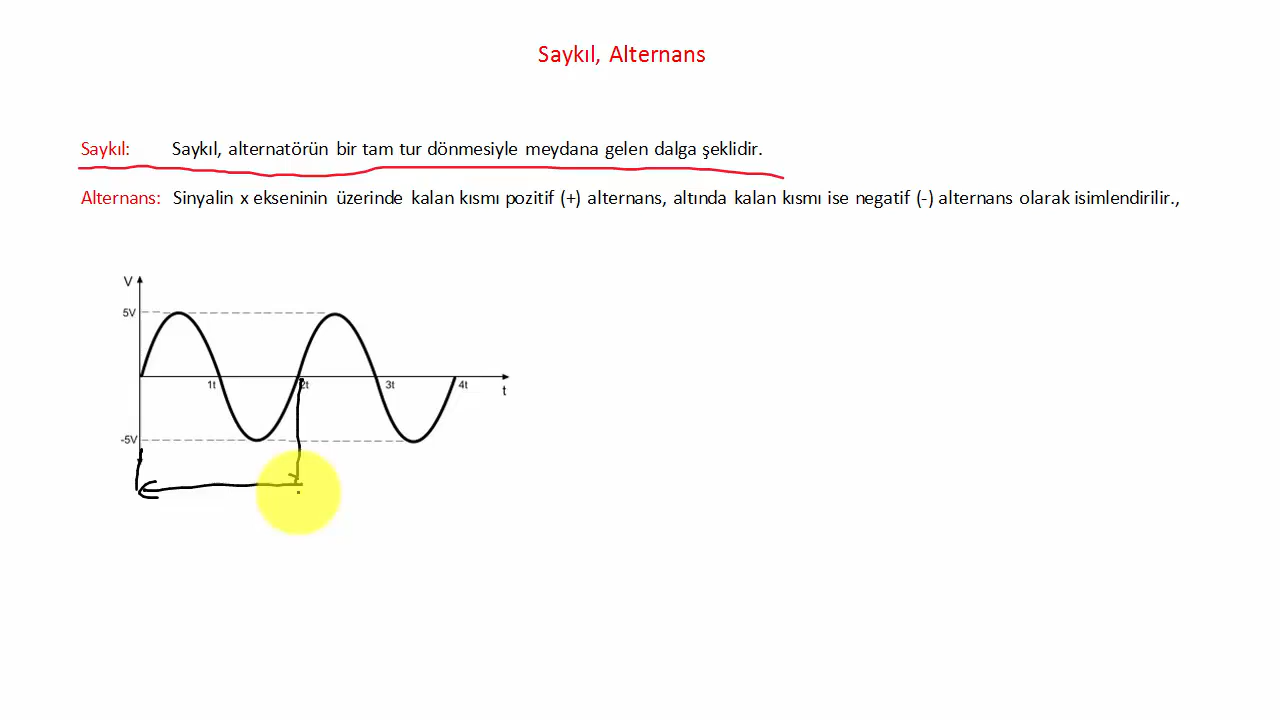 Saykıl, Alternans
Saykıl: Saykıl, alternatörün bir tam tur dönmesiyle meydana gelen dalga şeklidir.
Alternans: Sinyalin x ekseninin üzerinde kalan kısmı pozitif (+) alternans, altında kalan kısmı ise negatif (-) alternans olarak isimlendirilir.,
V
5V
1t 2t 3t 4t
t
-5V